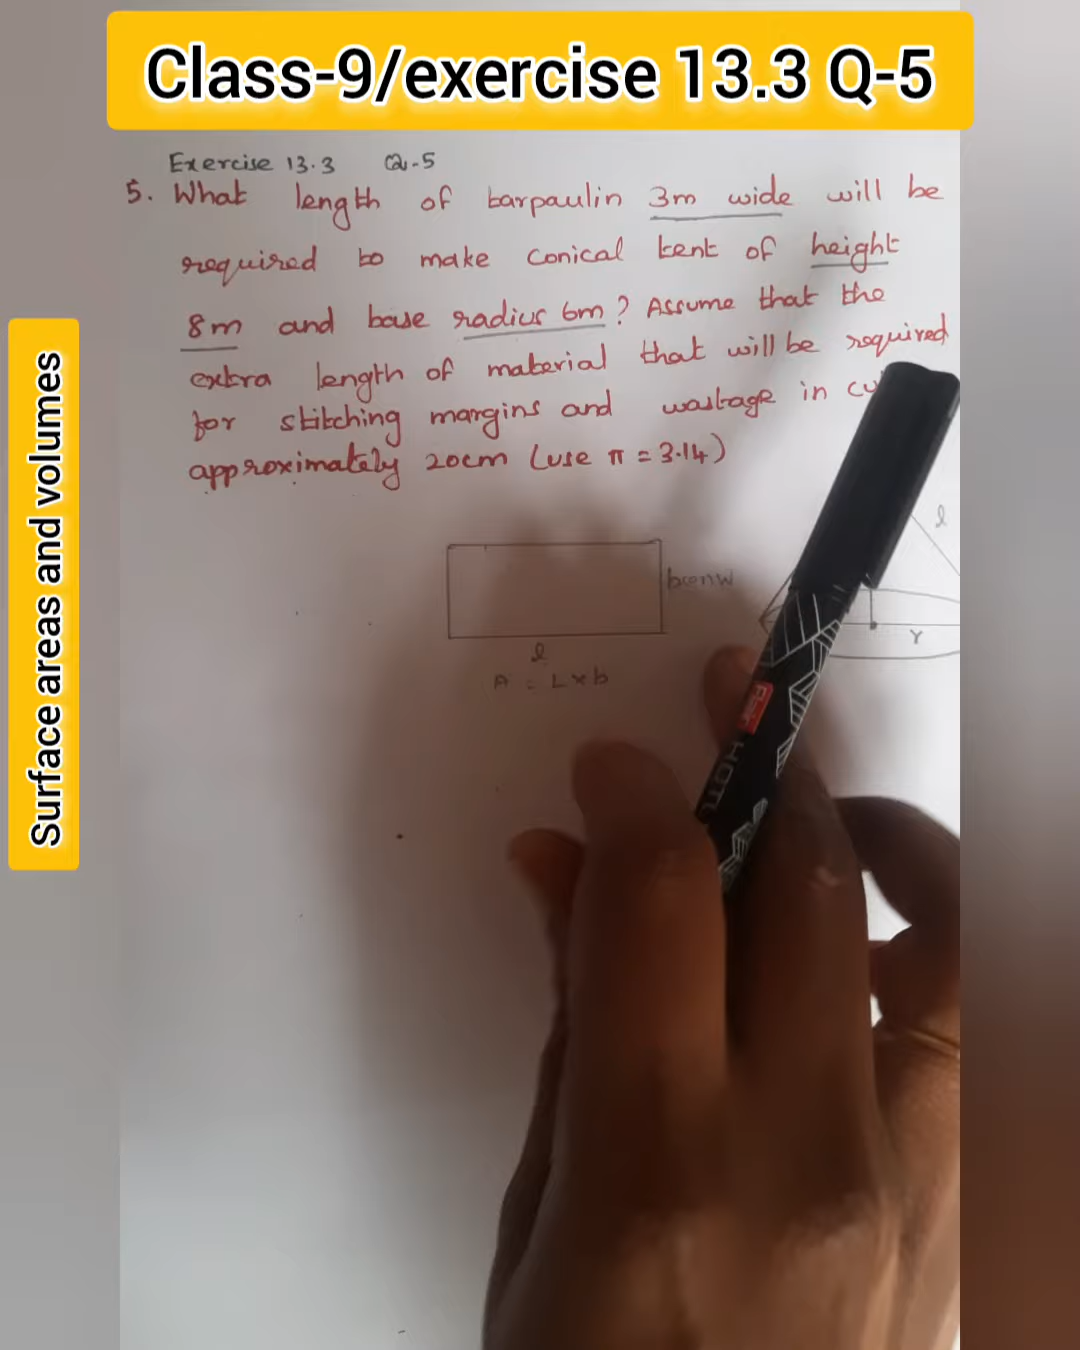 Class-9/exercise 13.3 Q-5
Surface areas and volumes
Exercise 13.3 Q-5
5. What length of tarpaulin 3m wide will be
required to make conical tent of height
8m and base radius 6m? Assume that the
extra length of material that will be required
for stitching margins and wastage in cu
approximately 20cm (use π = 3.14)
l
b or w
r
l
A = L×b
HOTL